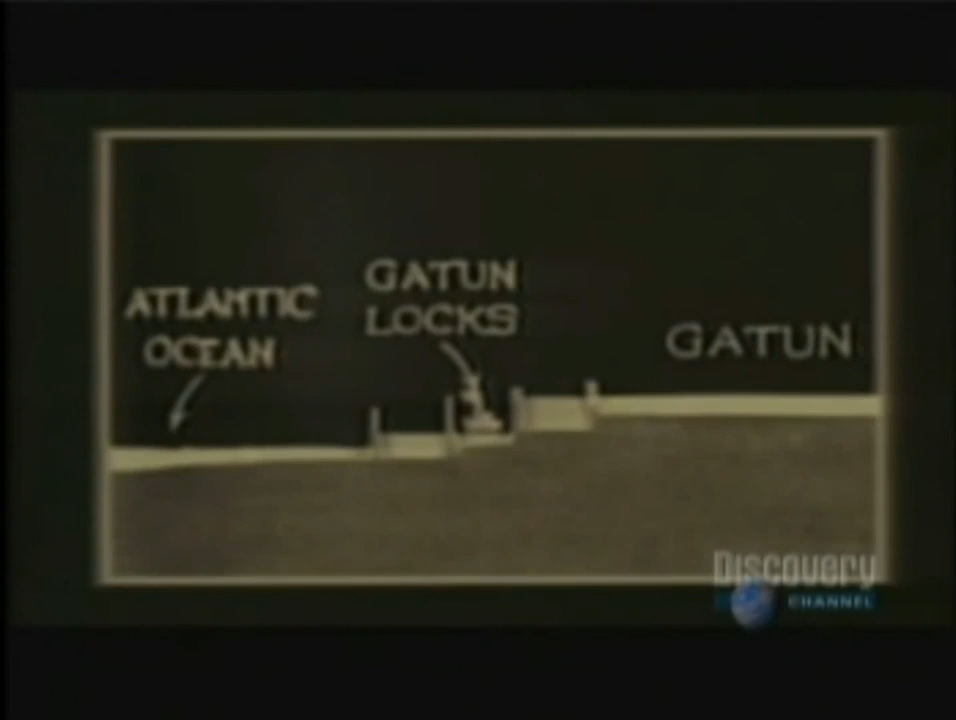 ATLANTIC
OCEAN
GATUN
LOCKS
GATUN
Discovery
CHANNEL